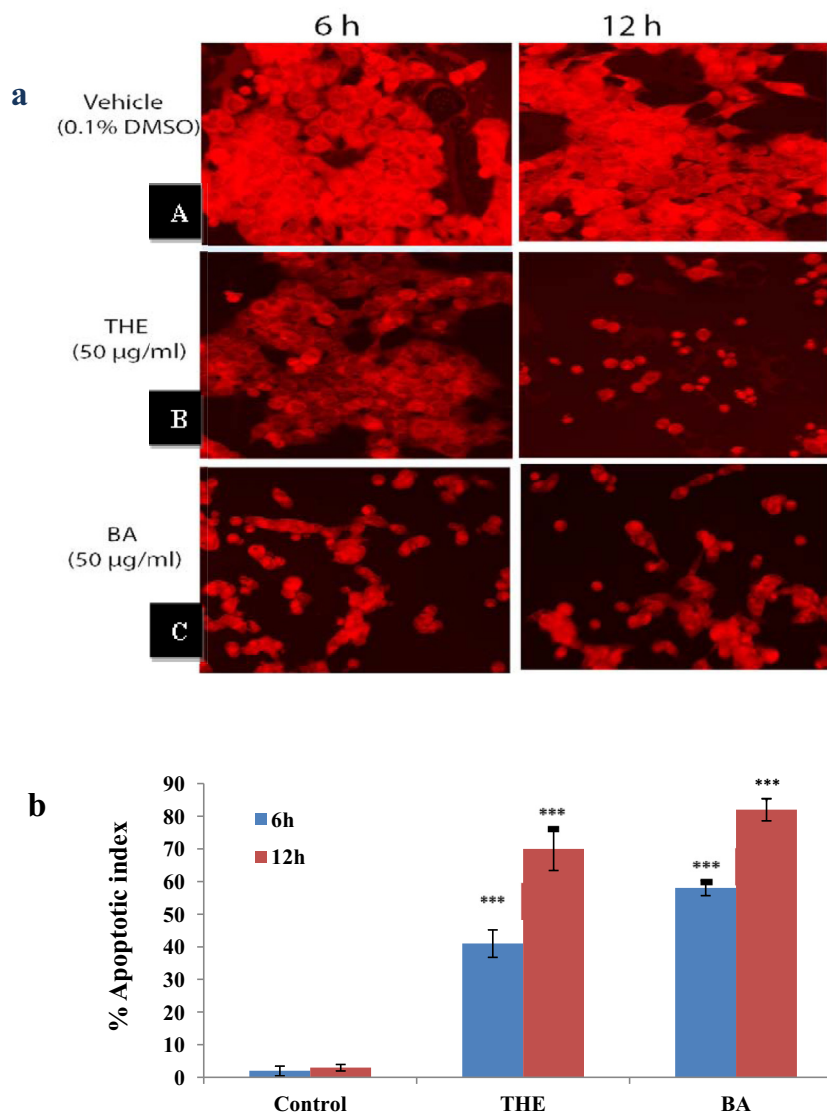 6 h 12 h
a
Vehicle
(0.1% DMSO)
A
THE
(50 µg/ml)
B
BA
(50 µg/ml)
C
b
% Apoptotic index
90
80
70
60
50
40
30
20
10
0
6h
12h
***
***
***
***
Control THE BA